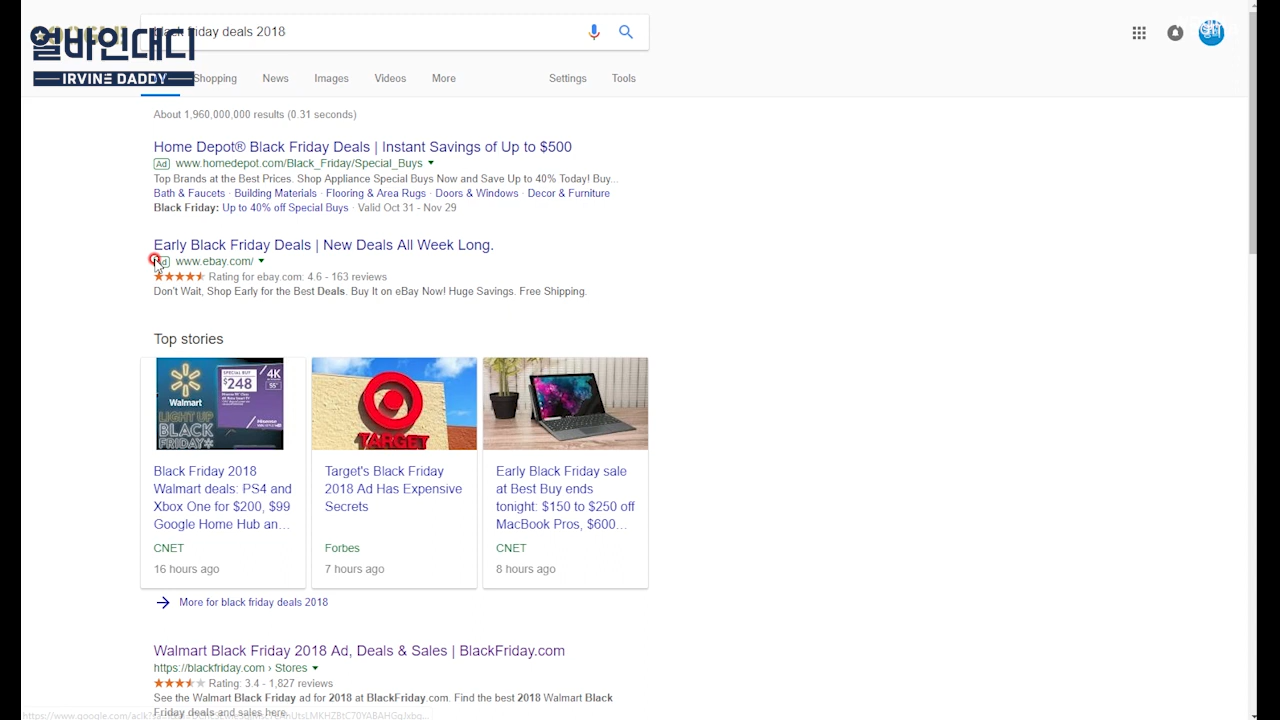 얼바인대디
IRVINE DADDY
black friday deals 2018
Shopping News Images Videos More Settings Tools
About 1,960,000,000 results (0.31 seconds)
Home Depot® Black Friday Deals | Instant Savings of Up to $500
Ad www.homedepot.com/Black_Friday/Special_Buys
Top Brands at the Best Prices. Shop Appliance Special Buys Now and Save Up to 40% Today! Buy...
Bath & Faucets · Building Materials · Flooring & Area Rugs · Doors & Windows · Decor & Furniture
Black Friday: Up to 40% off Special Buys · Valid Oct 31 - Nov 29
Early Black Friday Deals | New Deals All Week Long.
Ad www.ebay.com/
Rating for ebay.com: 4.6 - 163 reviews
Don't Wait, Shop Early for the Best Deals. Buy It on eBay Now! Huge Savings. Free Shipping.
Top stories
Walmart
LIGHT UP
BLACK
FRIDAY*
SPECIAL BUY
$248
4K
55"
Hisense
TARGET
Black Friday 2018
Walmart deals: PS4 and
Xbox One for $200, $99
Google Home Hub an...
CNET
16 hours ago
Target's Black Friday
2018 Ad Has Expensive
Secrets
Forbes
7 hours ago
Early Black Friday sale
at Best Buy ends
tonight: $150 to $250 off
MacBook Pros, $600...
CNET
8 hours ago
More for black friday deals 2018
Walmart Black Friday 2018 Ad, Deals & Sales | BlackFriday.com
https://blackfriday.com › Stores
Rating: 3.4 - 1,827 reviews
See the Walmart Black Friday ad for 2018 at BlackFriday.com. Find the best 2018 Walmart Black
Friday deals and sales here.